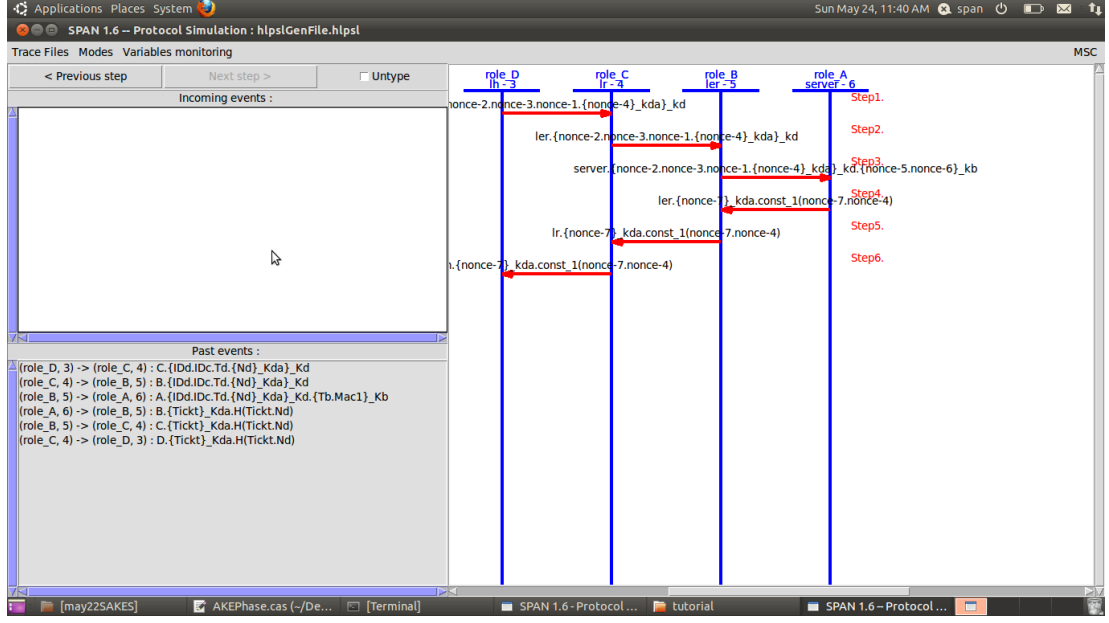 Applications Places System
Sun May 24, 11:40 AM span
SPAN 1.6 -- Protocol Simulation : hlpslGenFile.hlpsl
Trace Files Modes Variables monitoring MSC
< Previous step Next step > Untype
Incoming events :
role_D role_C role_B role_A
lh - 3 lr - 4 ler - 5 server - 6
Step1.
nonce-2.nonce-3.nonce-1.{nonce-4}_kda}_kd
Step2.
ler.{nonce-2.nonce-3.nonce-1.{nonce-4}_kda}_kd
Step3.
server.{nonce-2.nonce-3.nonce-1.{nonce-4}_kda}_kd.{nonce-5.nonce-6}_kb
Step4.
ler.{nonce-7}_kda.const_1(nonce-7.nonce-4)
Step5.
lr.{nonce-7}_kda.const_1(nonce-7.nonce-4)
Step6.
.{nonce-7}_kda.const_1(nonce-7.nonce-4)
Past events :
(role_D, 3) -> (role_C, 4) : C.{IDd.IDc.Td.{Nd}_Kda}_Kd
(role_C, 4) -> (role_B, 5) : B.{IDd.IDc.Td.{Nd}_Kda}_Kd
(role_B, 5) -> (role_A, 6) : A.{IDd.IDc.Td.{Nd}_Kda}_Kd.{Tb.Mac1}_Kb
(role_A, 6) -> (role_B, 5) : B.{Tickt}_Kda.H(Tickt.Nd)
(role_B, 5) -> (role_C, 4) : C.{Tickt}_Kda.H(Tickt.Nd)
(role_C, 4) -> (role_D, 3) : D.{Tickt}_Kda.H(Tickt.Nd)
[may22SAKES] AKEPhase.cas (~/De... [Terminal] SPAN 1.6 - Protocol ... tutorial SPAN 1.6 -- Protocol ...